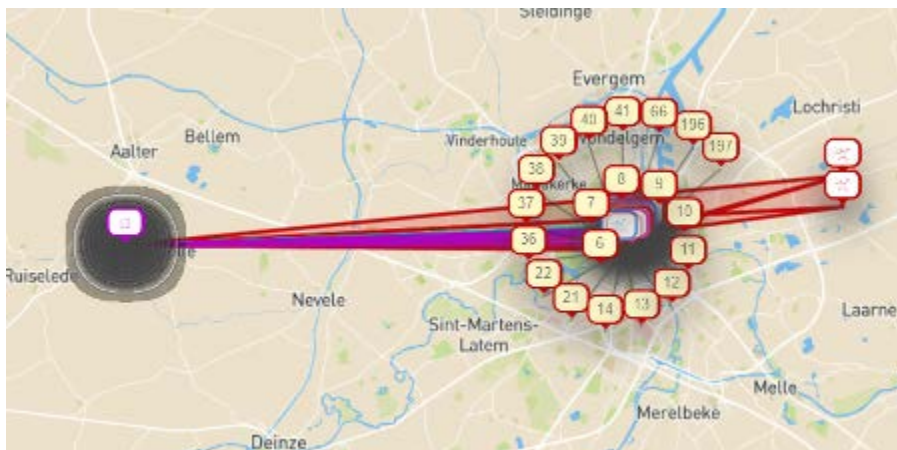 Sleidinge
Evergem
41
66
40
196
Lochristi
39
Vinderhoute
Wondelgem
197
Bellem
Aalter
38
8
9
37
7
10
36
6
11
Ruiselede
22
12
Nevele
21
14
13
Sint-Martens-
Latem
Laarne
Melle
Merelbeke
Deinze